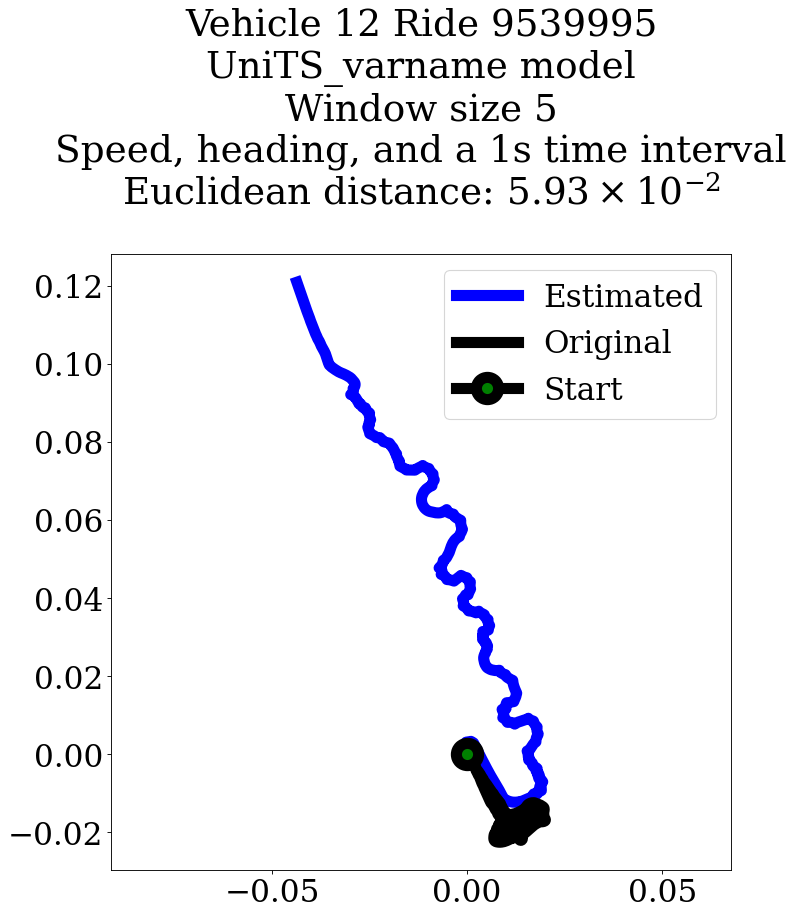 Vehicle 12 Ride 9539995
UniTS_varname model
Window size 5
Speed, heading, and a 1s time interval
Euclidean distance: 5.93 × 10⁻²
Estimated
Original
Start
0.12
0.10
0.08
0.06
0.04
0.02
0.00
−0.02
−0.05
0.00
0.05